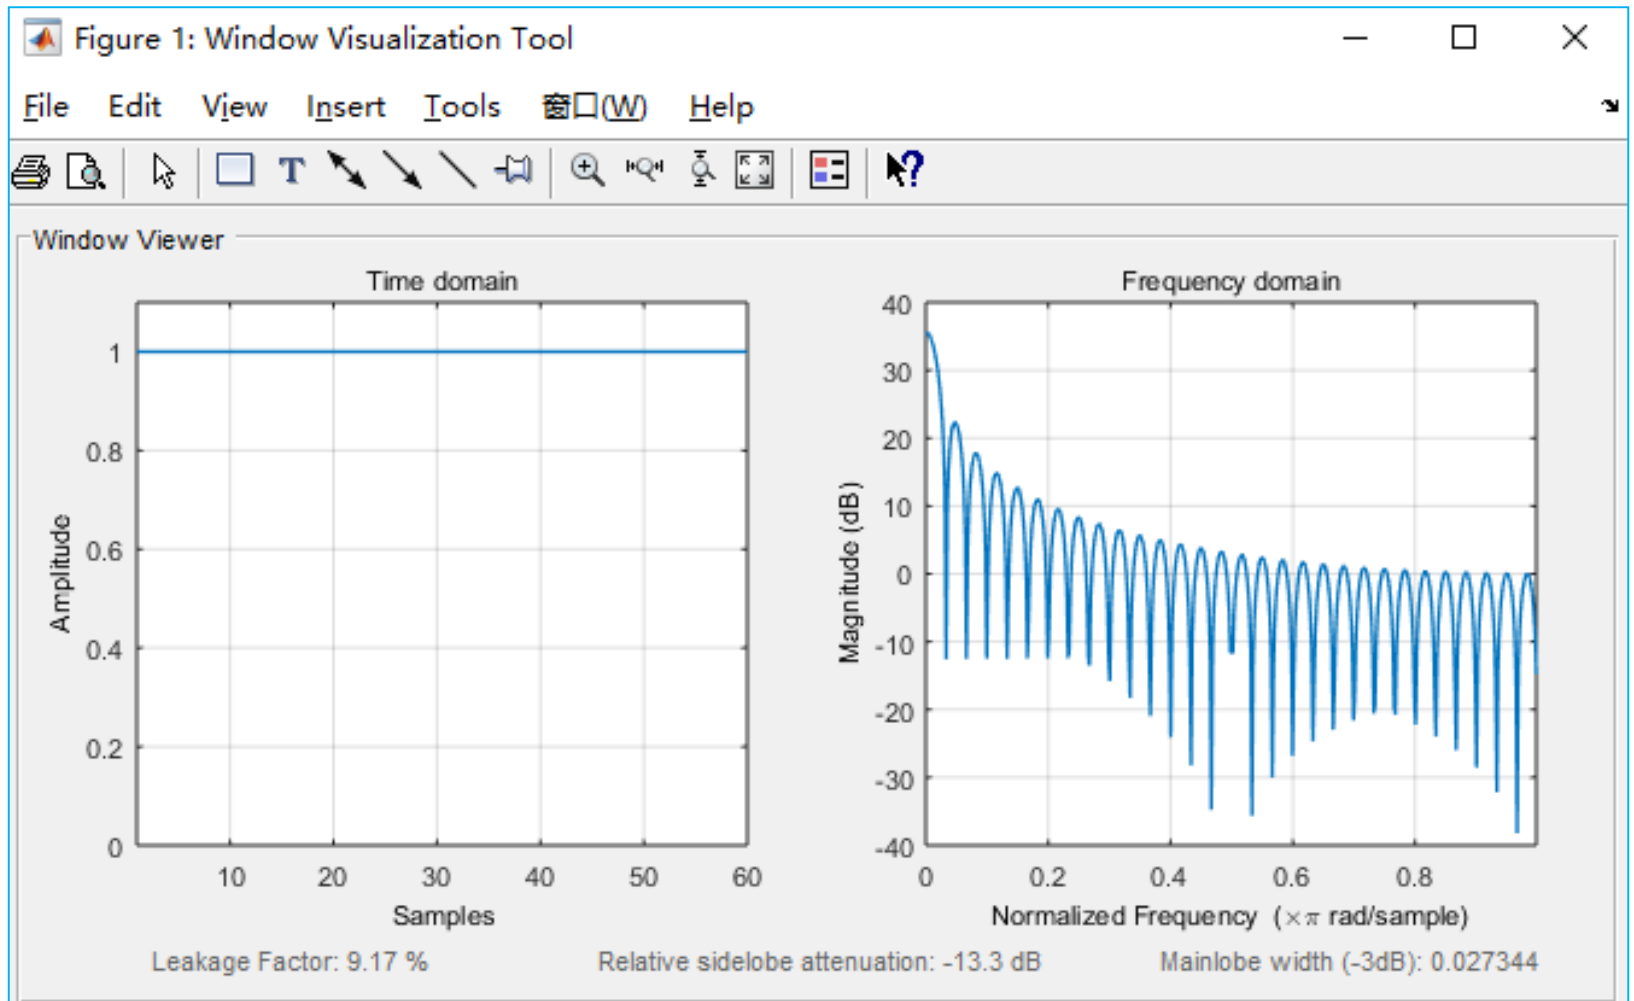 Figure 1: Window Visualization Tool
File Edit View Insert Tools 窗口(W) Help
T
?
Window Viewer
Time domain
1
0.8
0.6
0.4
0.2
0
Amplitude
10 20 30 40 50 60
Samples
Frequency domain
40
30
20
10
0
-10
-20
-30
-40
Magnitude (dB)
0 0.2 0.4 0.6 0.8
Normalized Frequency (×π rad/sample)
Leakage Factor: 9.17 % Relative sidelobe attenuation: -13.3 dB Mainlobe width (-3dB): 0.027344